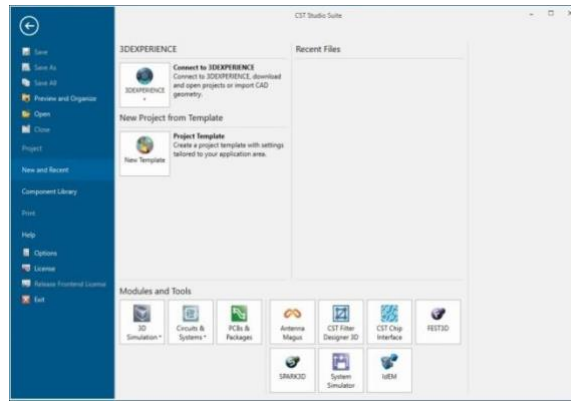 CST Studio Suite
Save
Save As
Save All
Preview and Organize
Open
Close
Project
New and Recent
Component Library
Print
Help
Options
License
Release Frontend License
Exit
3DEXPERIENCE
3DEXPERIENCE
Connect to 3DEXPERIENCE
Connect to 3DEXPERIENCE, download
and open projects or import CAD
geometry.
New Project from Template
New Template
Project Template
Create a project template with settings
tailored to your application area.
Recent Files
Modules and Tools
3D
Simulation
Circuits &
Systems
PCBs &
Packages
Antenna
Magus
CST Filter
Designer 3D
CST Chip
Interface
FEST3D
SPARK3D
System
Simulator
IdEM